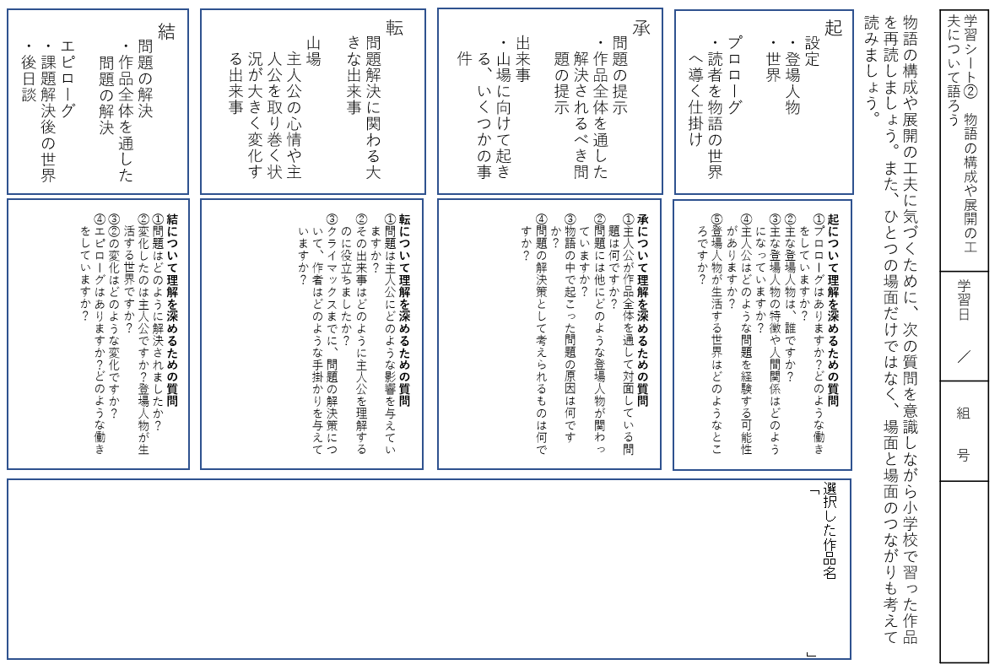 学習シート② 物語の構成や展開の工
夫について語ろう
学習日 ／
組 号
物語の構成や展開の工夫に気づくために、次の質問を意識しながら小学校で習った作品
を再読しましょう。また、ひとつの場面だけではなく、場面と場面のつながりも考えて
読みましょう。
起
設定
・登場人物
・世界
プロローグ
・読者を物語の世界
へ導く仕掛け
承
問題の提示
・作品全体を通した
解決されるべき問
題の提示
出来事
・山場に向けて起き
る、いくつかの事
件
転
問題解決に関わる大
きな出来事
山場
主人公の心情や主
人公を取り巻く状
況が大きく変化す
る出来事
結
問題の解決
・作品全体を通した
問題の解決
エピローグ
・課題解決後の世界
・後日談
起について理解を深めるための質問
①プロローグはありますか？どのような働き
をしていますか？
②主な登場人物は、誰ですか？
③主な登場人物の特徴や人間関係はどのよう
になっていますか？
④主人公はどのような問題を経験する可能性
がありますか？
⑤登場人物が生活する世界はどのようなとこ
ろですか？
承について理解を深めるための質問
①主人公が作品全体を通して対面している問
題は何ですか？
②問題には他にどのような登場人物が関わっ
ていますか？
③物語の中で起こった問題の原因は何です
か？
④問題の解決策として考えられるものは何で
すか？
転について理解を深めるための質問
①問題は主人公にどのような影響を与えてい
ますか？
②その出来事はどのように主人公を理解する
のに役立ちましたか？
③クライマックスまでに、問題の解決策につ
いて、作者はどのような手掛かりを与えて
いますか？
結について理解を深めるための質問
①問題はどのように解決されましたか？
②変化したのは主人公ですか？登場人物が生
活する世界ですか？
③②の変化はどのような変化ですか？
④エピローグはありますか？どのような働き
をしていますか？
選択した作品名
「 」